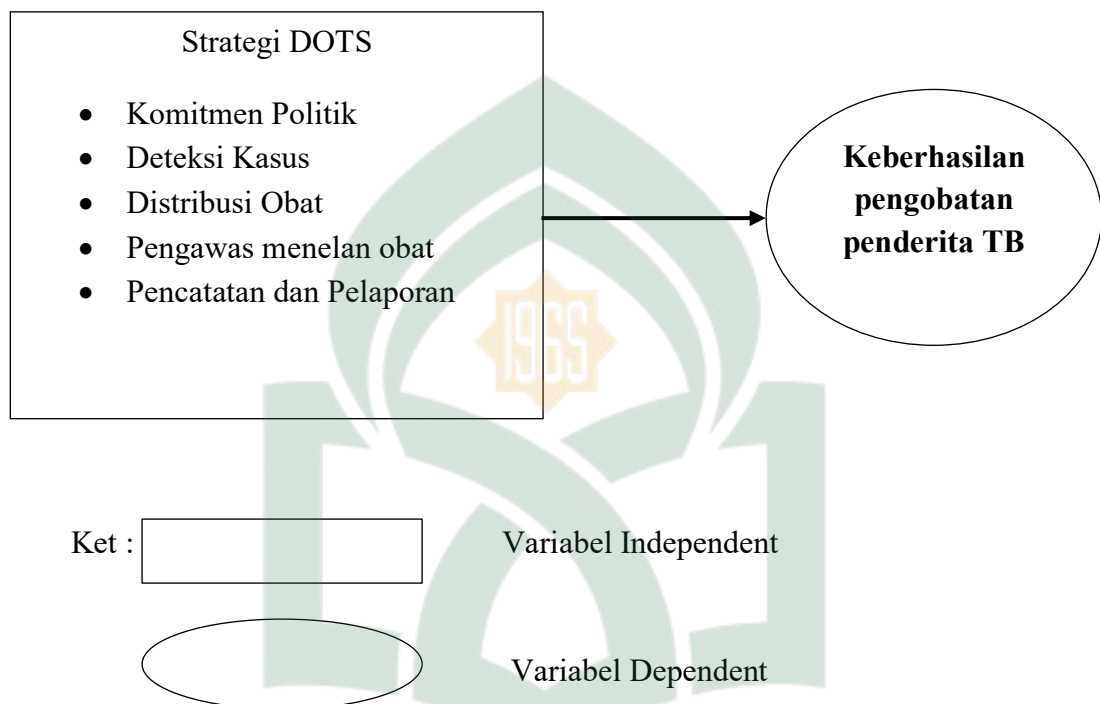 Strategi DOTS
• Komitmen Politik
• Deteksi Kasus
• Distribusi Obat
• Pengawas menelan obat
• Pencatatan dan Pelaporan
Keberhasilan
pengobatan
penderita TB
1965
Ket :
Variabel Independent
Variabel Dependent